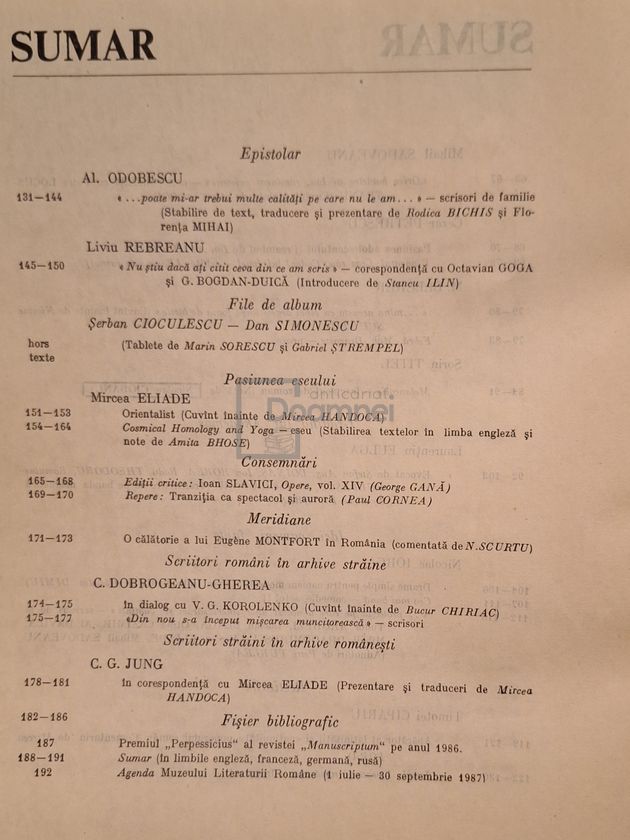 SUMAR
Epistolar
Al. ODOBESCU
131—144 « ...poate mi-ar trebui multe calități pe care nu le am... » — scrisori de familie
(Stabilire de text, traducere și prezentare de Rodica BICHIS și Flo-
rența MIHAI)
Liviu REBREANU
145—150 « Nu știu dacă ați citit ceva din ce am scris » — corespondență cu Octavian GOGA
și G. BOGDAN-DUICĂ (Introducere de Stancu ILIN)
File de album
Șerban CIOCULESCU — Dan SIMONESCU
hors (Tablete de Marin SORESCU și Gabriel ȘTREMPEL)
texte
Pasiunea eseului
Mircea ELIADE
151—153 Orientalist (Cuvînt înainte de Mircea HANDOCA)
154—164 Cosmical Homology and Yoga — eseu (Stabilirea textelor în limba engleză și
note de Amita BHOSE)
anticariat
Doamnei
Consemnări
165—168 Ediții critice: Ioan SLAVICI, Opere, vol. XIV (George GANĂ)
169—170 Repere: Tranziția ca spectacol și auroră (Paul CORNEA)
Meridiane
171—173 O călătorie a lui Eugène MONTFORT în România (comentată de N. SCURTU)
Scriitori români în arhive străine
C. DOBROGEANU-GHEREA
174—175 în dialog cu V. G. KOROLENKO (Cuvînt înainte de Bucur CHIRIAC)
175—177 «Din nou s-a început mișcarea muncitorească» — scrisori
Scriitori străini în arhive românești
C. G. JUNG
178—181 în corespondență cu Mircea ELIADE (Prezentare și traduceri de Mircea
HANDOCA)
182—186 Fișier bibliografic
187 Premiul „Perpessicius" al revistei „Manuscriptum" pe anul 1986.
188—191 Sumar (în limbile engleză, franceză, germană, rusă)
192 Agenda Muzeului Literaturii Române (1 iulie — 30 septembrie 1987)